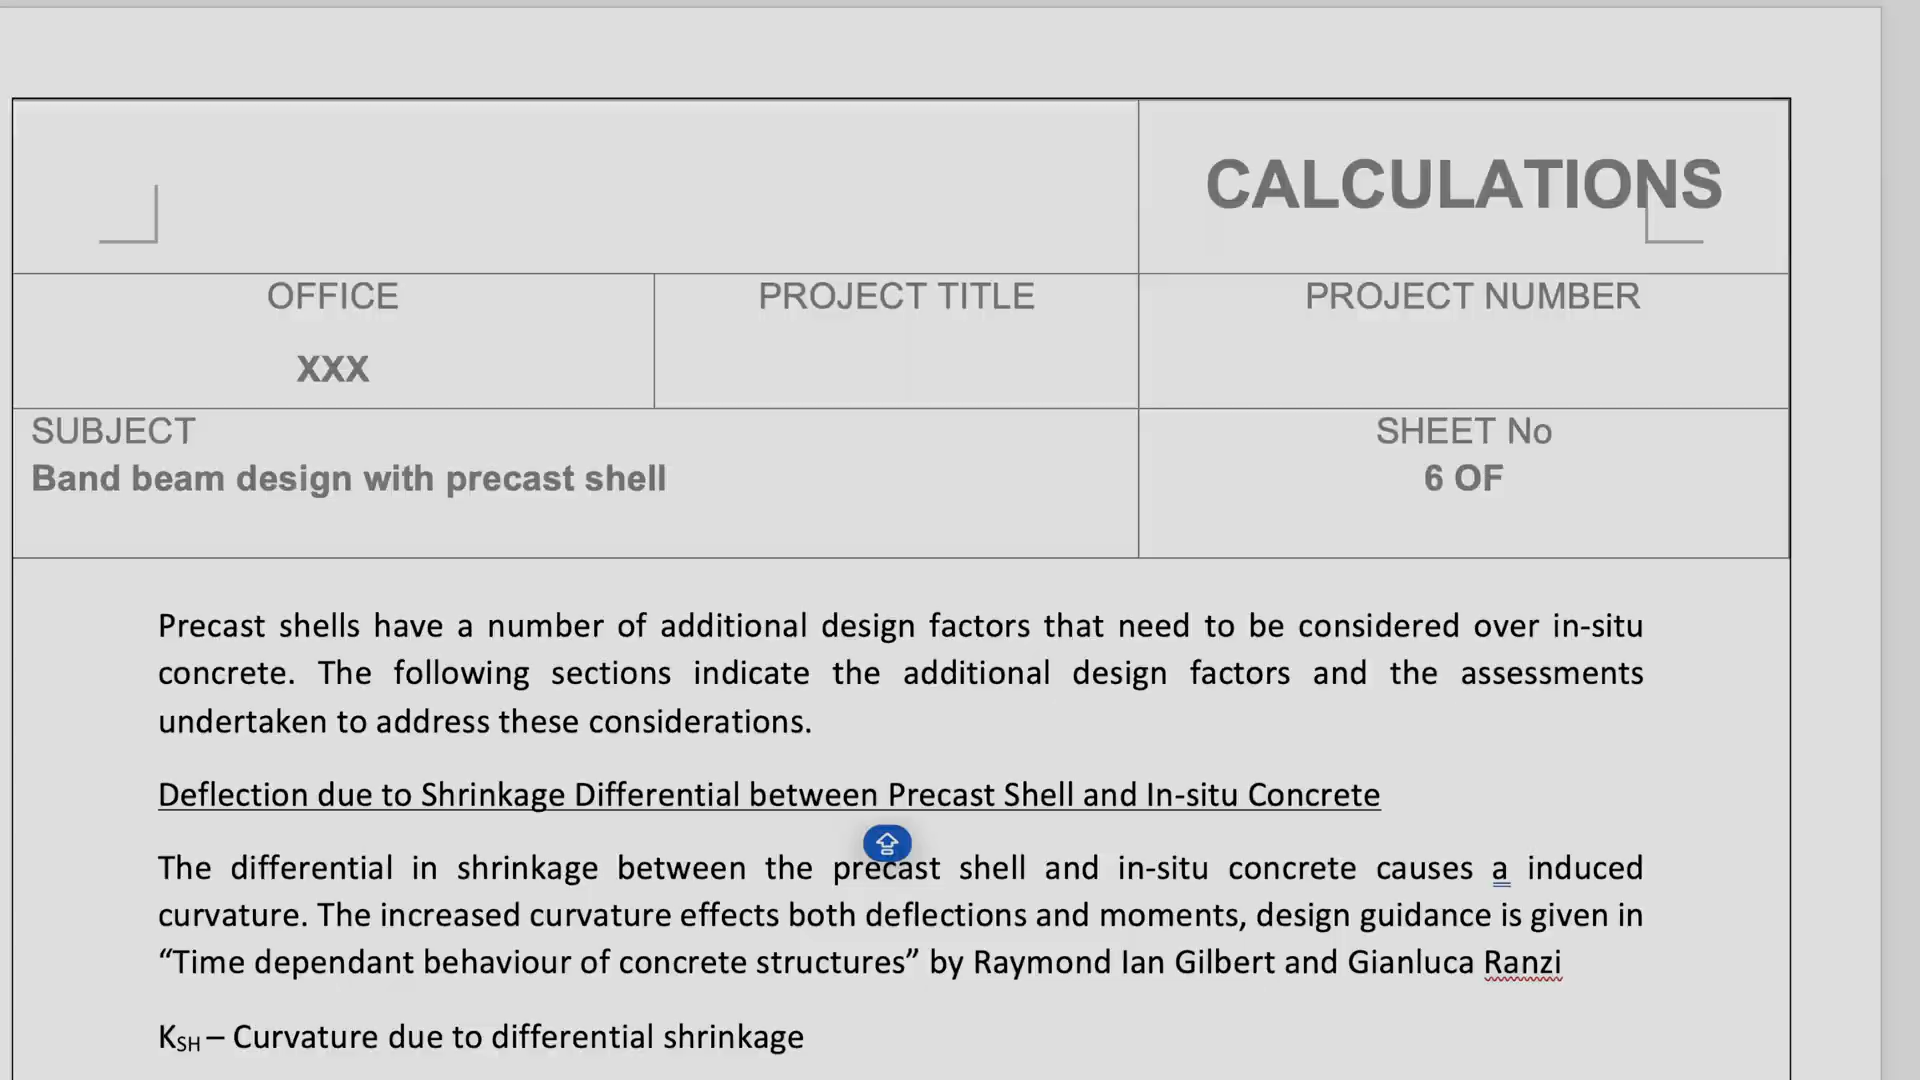 CALCULATIONS
OFFICE
PROJECT TITLE
PROJECT NUMBER
XXX
SUBJECT
SHEET No
Band beam design with precast shell
6 OF
Precast shells have a number of additional design factors that need to be considered over in-situ
concrete. The following sections indicate the additional design factors and the assessments
undertaken to address these considerations.
Deflection due to Shrinkage Differential between Precast Shell and In-situ Concrete
The differential in shrinkage between the precast shell and in-situ concrete causes a induced
curvature. The increased curvature effects both deflections and moments, design guidance is given in
“Time dependant behaviour of concrete structures” by Raymond Ian Gilbert and Gianluca Ranzi
KSH – Curvature due to differential shrinkage